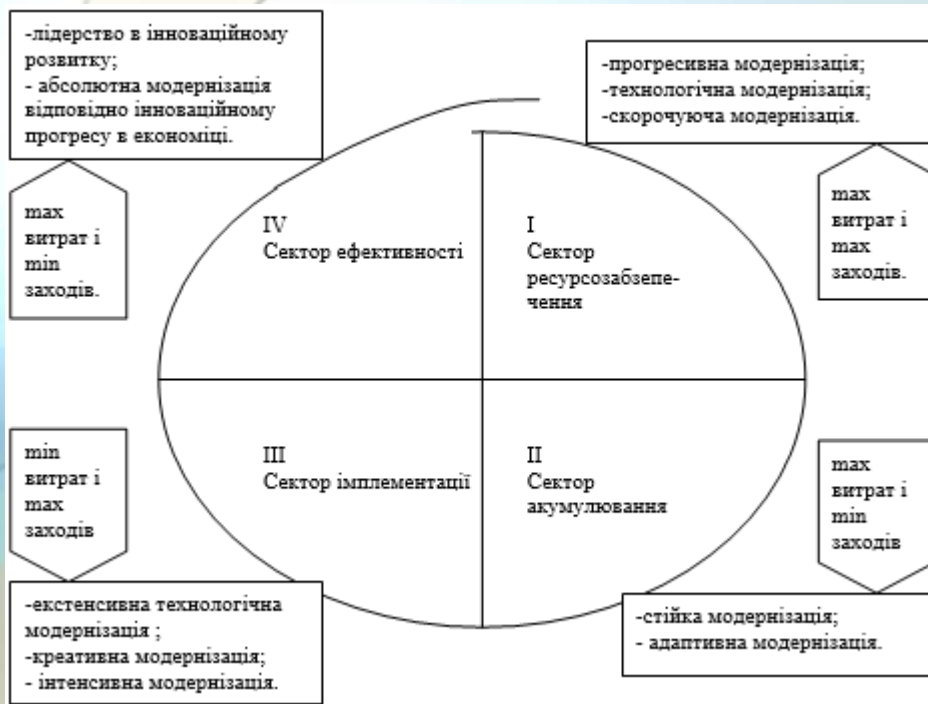 -лідерство в інноваційному
розвитку;
- абсолютна модернізація
відповідно інноваційному
прогресу в економіці.
-прогресивна модернізація;
-технологічна модернізація;
-скорочуюча модернізація.
max
витрат і
min
заходів.
IV
Сектор ефективності
I
Сектор
ресурсозабзепе-
чення
max
витрат і
max
заходів.
min
витрат і
max
заходів
III
Сектор імплементації
II
Сектор
акумулювання
max
витрат і
min
заходів
-екстенсивна технологічна
модернізація ;
-креативна модернізація;
- інтенсивна модернізація.
-стійка модернізація;
- адаптивна модернізація.